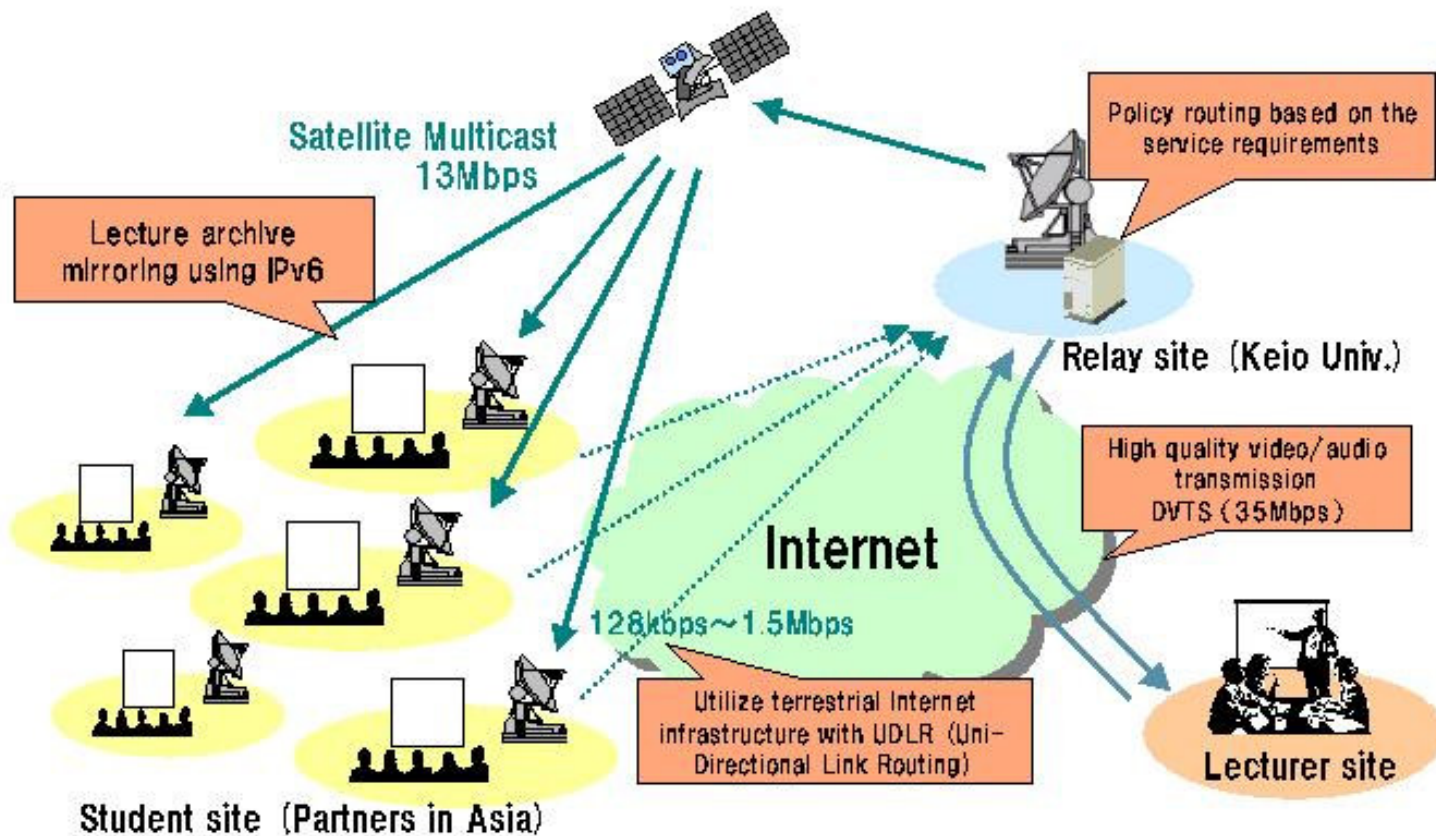 Satellite Multicast
13Mbps
Policy routing based on the
service requirements
Lecture archive
mirroring using IPv6
Relay site (Keio Univ.)
High quality video/audio
transmission
DVTS (35Mbps)
Internet
128kbps~1.5Mbps
Utilize terrestrial Internet
infrastructure with UDLR (Uni-
Directional Link Routing)
Lecturer site
Student site (Partners in Asia)